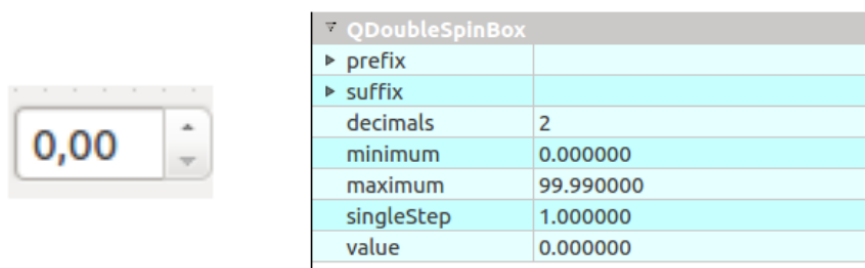 0,00
QDoubleSpinBox
prefix
suffix
decimals 2
minimum 0.000000
maximum 99.990000
singleStep 1.000000
value 0.000000